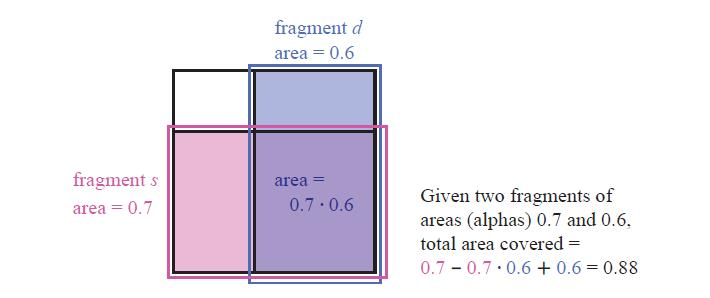 fragment d
area = 0.6
fragment s
area = 0.7
area =
0.7 · 0.6
Given two fragments of
areas (alphas) 0.7 and 0.6,
total area covered =
0.7 – 0.7 · 0.6 + 0.6 = 0.88